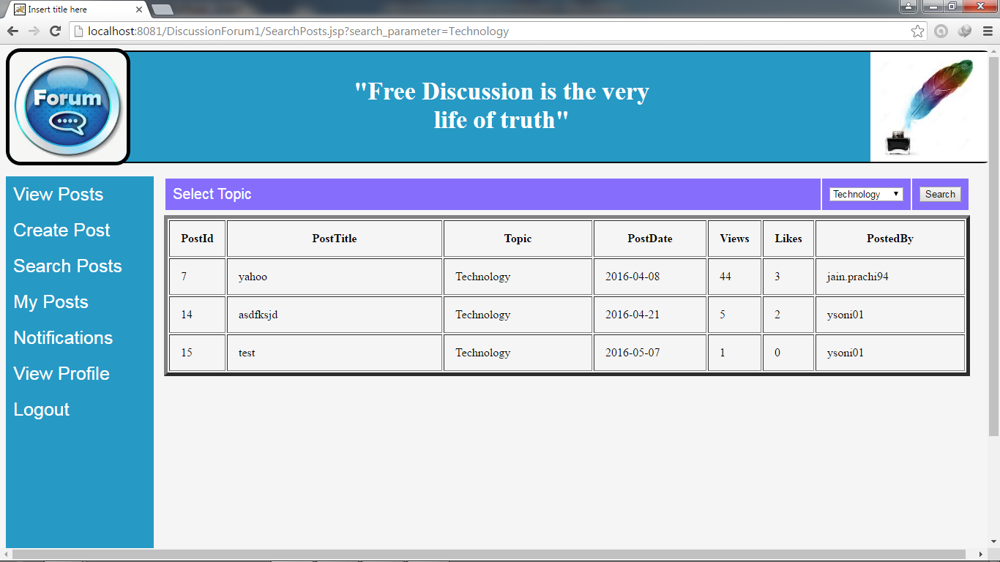 Insert title here
localhost:8081/DiscussionForum1/SearchPosts.jsp?search_parameter=Technology
Forum
"Free Discussion is the very
life of truth"
View Posts
Create Post
Search Posts
My Posts
Notifications
View Profile
Logout
Select Topic Technology Search
PostId PostTitle Topic PostDate Views Likes PostedBy
7 yahoo Technology 2016-04-08 44 3 jain.prachi94
14 asdfksjd Technology 2016-04-21 5 2 ysoni01
15 test Technology 2016-05-07 1 0 ysoni01